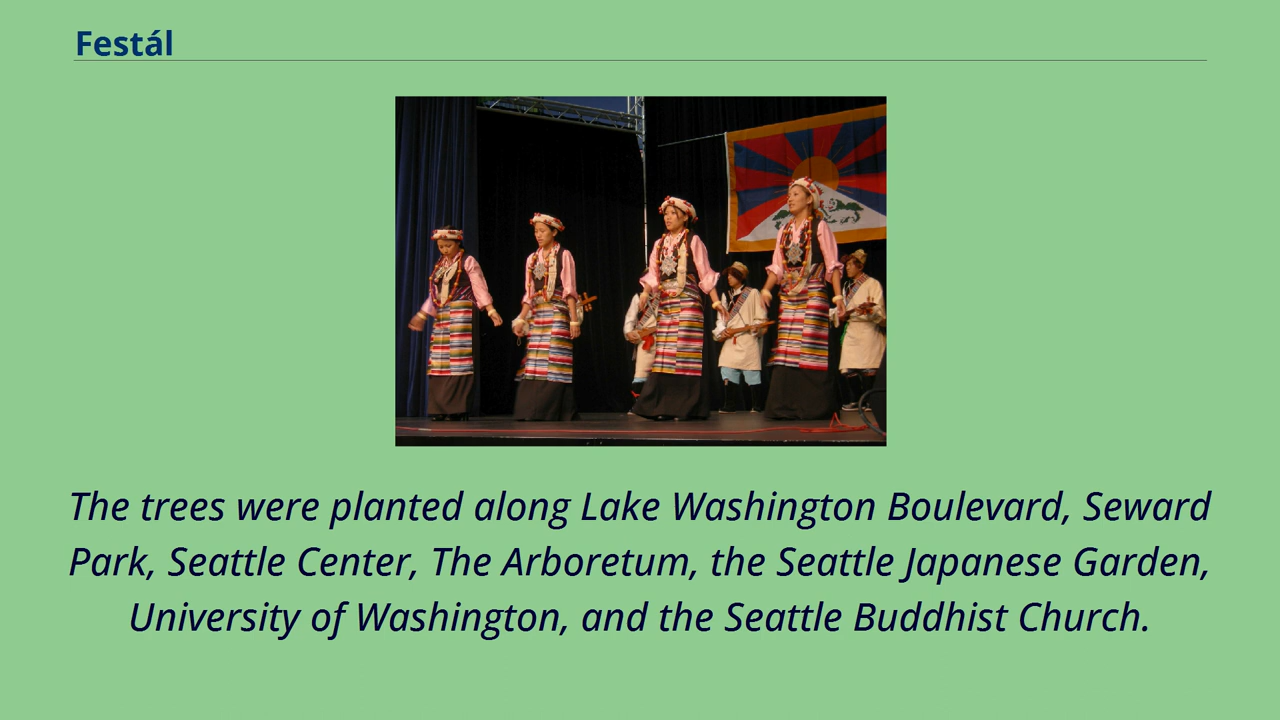 Festál
The trees were planted along Lake Washington Boulevard, Seward
Park, Seattle Center, The Arboretum, the Seattle Japanese Garden,
University of Washington, and the Seattle Buddhist Church.